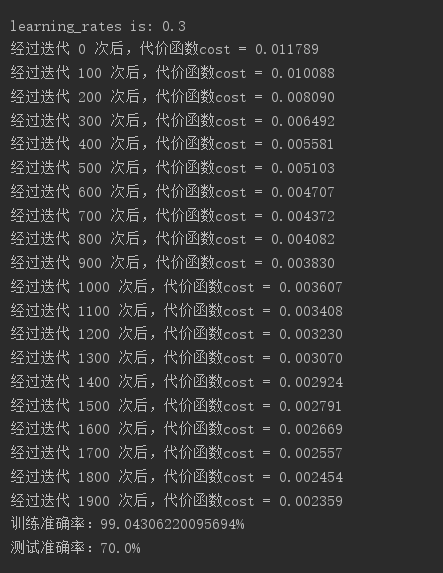 learning_rates is: 0.3
经过迭代 0 次后，代价函数cost = 0.011789
经过迭代 100 次后，代价函数cost = 0.010088
经过迭代 200 次后，代价函数cost = 0.008090
经过迭代 300 次后，代价函数cost = 0.006492
经过迭代 400 次后，代价函数cost = 0.005581
经过迭代 500 次后，代价函数cost = 0.005103
经过迭代 600 次后，代价函数cost = 0.004707
经过迭代 700 次后，代价函数cost = 0.004372
经过迭代 800 次后，代价函数cost = 0.004082
经过迭代 900 次后，代价函数cost = 0.003830
经过迭代 1000 次后，代价函数cost = 0.003607
经过迭代 1100 次后，代价函数cost = 0.003408
经过迭代 1200 次后，代价函数cost = 0.003230
经过迭代 1300 次后，代价函数cost = 0.003070
经过迭代 1400 次后，代价函数cost = 0.002924
经过迭代 1500 次后，代价函数cost = 0.002791
经过迭代 1600 次后，代价函数cost = 0.002669
经过迭代 1700 次后，代价函数cost = 0.002557
经过迭代 1800 次后，代价函数cost = 0.002454
经过迭代 1900 次后，代价函数cost = 0.002359
训练准确率：99.04306220095694%
测试准确率：70.0%